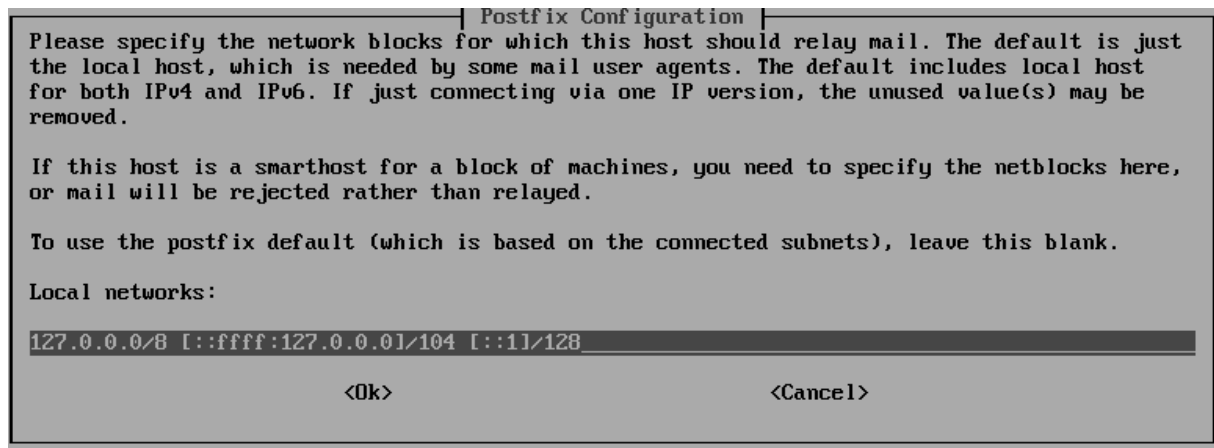 Postfix Configuration
Please specify the network blocks for which this host should relay mail. The default is just
the local host, which is needed by some mail user agents. The default includes local host
for both IPv4 and IPv6. If just connecting via one IP version, the unused value(s) may be
removed.
If this host is a smarthost for a block of machines, you need to specify the netblocks here,
or mail will be rejected rather than relayed.
To use the postfix default (which is based on the connected subnets), leave this blank.
Local networks:
127.0.0.0/8 [::ffff:127.0.0.0]/104 [::1]/128
<Ok> <Cancel>